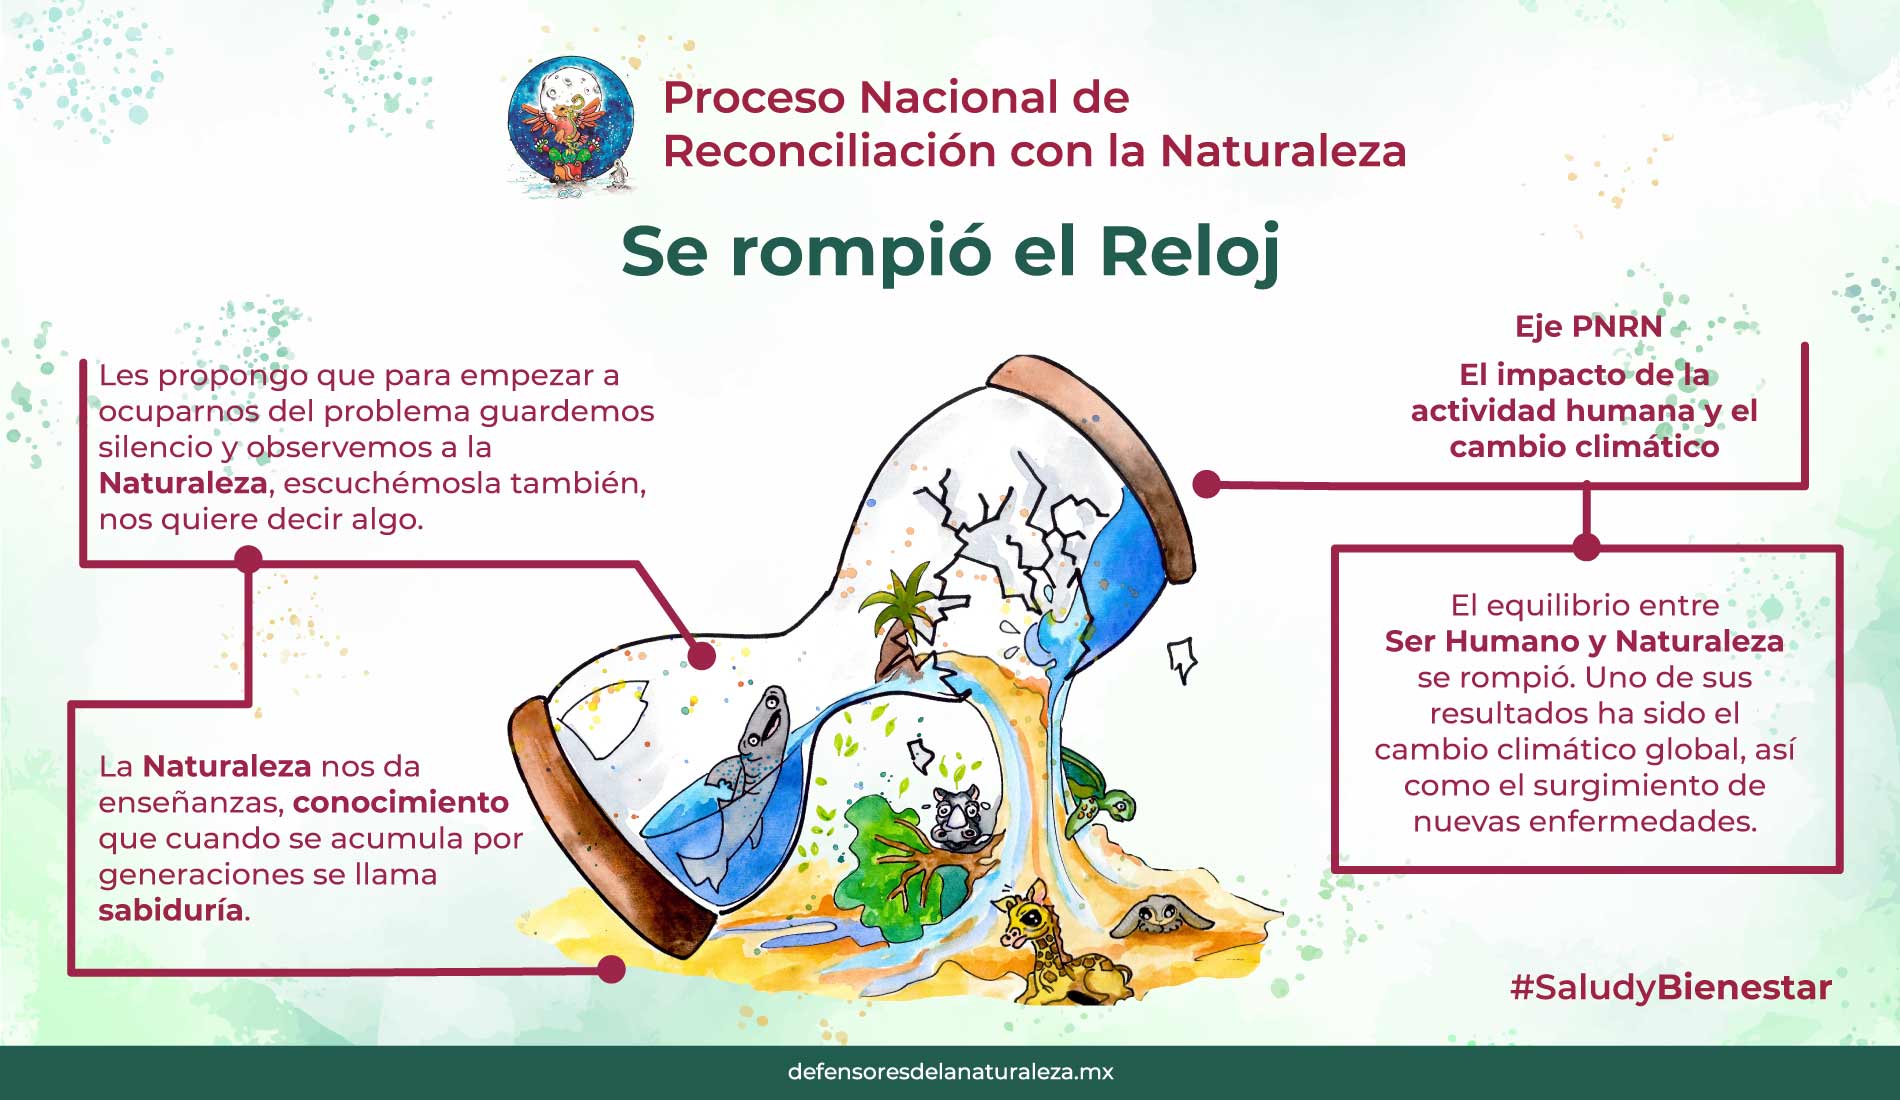 Proceso Nacional de
Reconciliación con la Naturaleza
Se rompió el Reloj
Les propongo que para empezar a
ocuparnos del problema guardemos
silencio y observemos a la
Naturaleza, escuchémosla también,
nos quiere decir algo.
La Naturaleza nos da
enseñanzas, conocimiento
que cuando se acumula por
generaciones se llama
sabiduría.
Eje PNRN
El impacto de la
actividad humana y el
cambio climático
El equilibrio entre
Ser Humano y Naturaleza
se rompió. Uno de sus
resultados ha sido el
cambio climático global, así
como el surgimiento de
nuevas enfermedades.
#SaludyBienestar
defensoresdelanaturaleza.mx